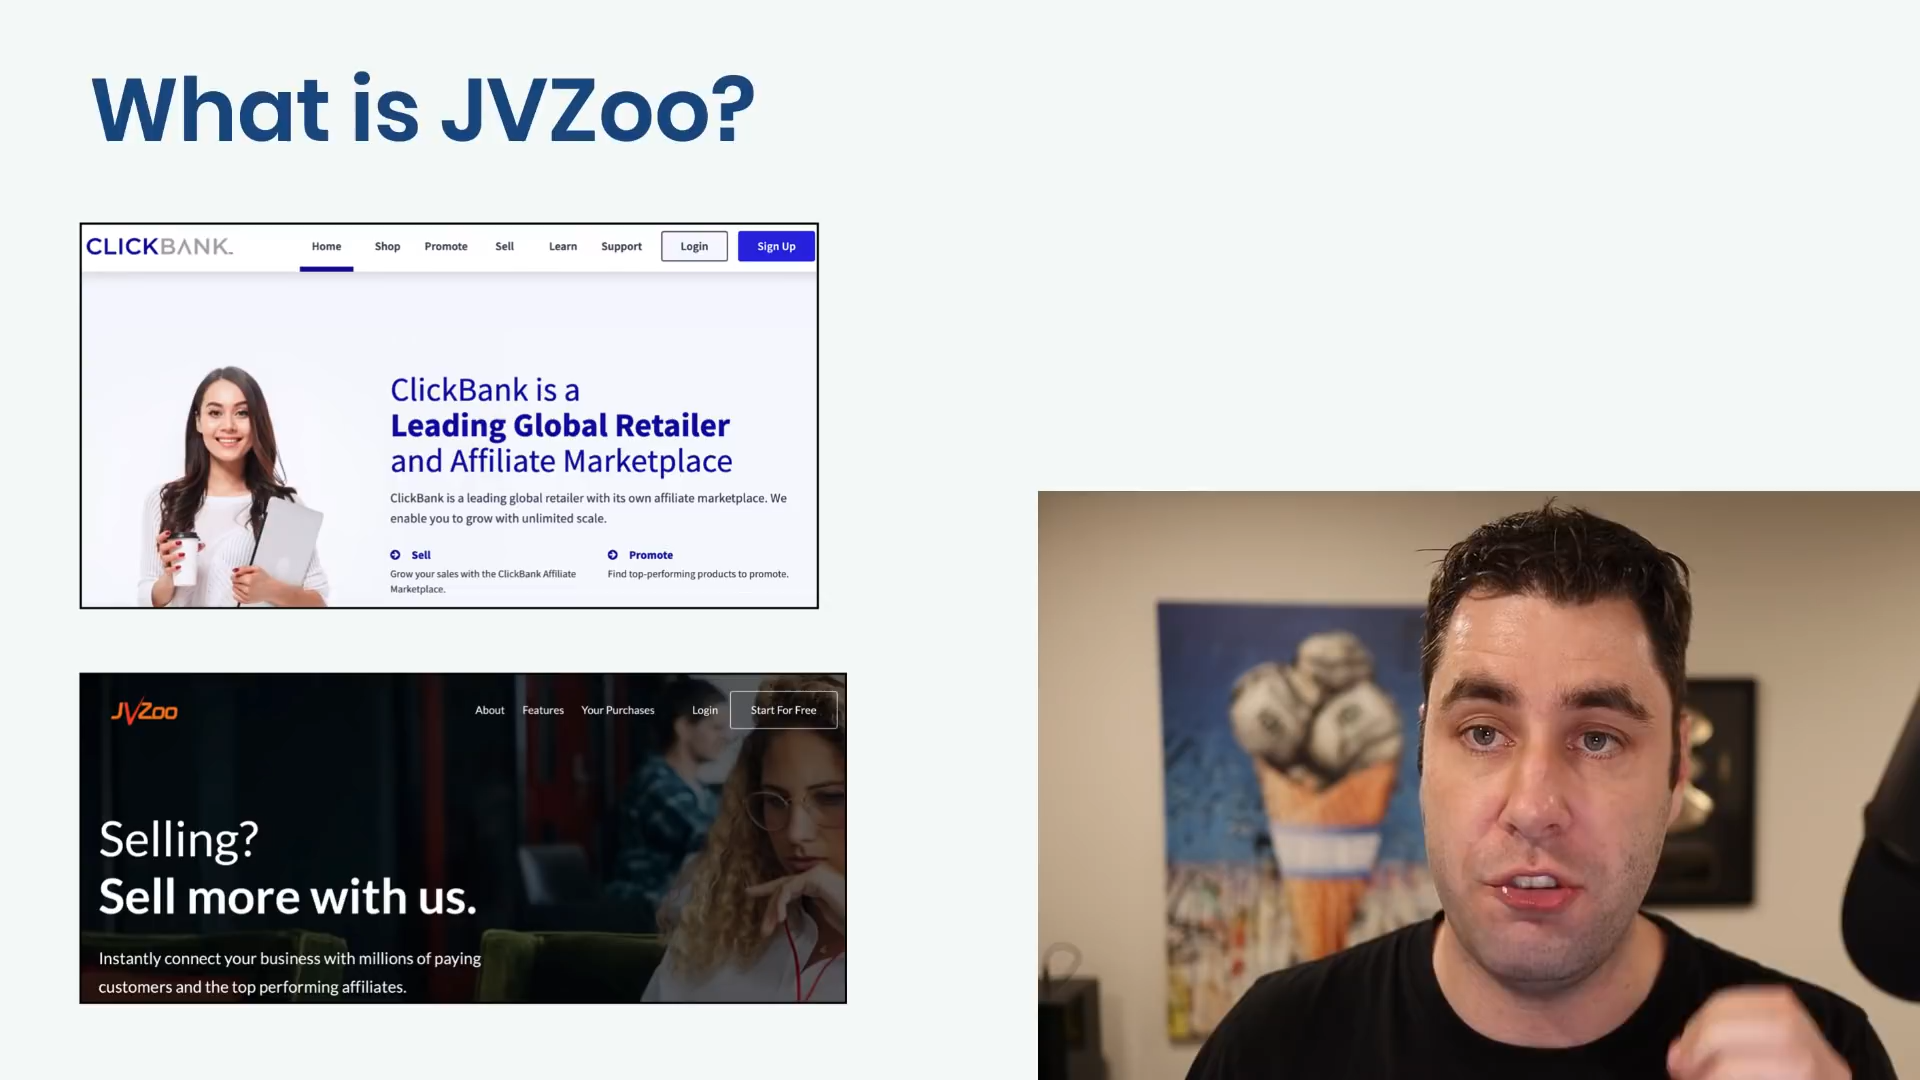 What is JVZoo?
CLICKBANK.
Home Shop Promote Sell Learn Support Login Sign Up
ClickBank is a
Leading Global Retailer
and Affiliate Marketplace
ClickBank is a leading global retailer with its own affiliate marketplace. We
enable you to grow with unlimited scale.
Sell Promote
Grow your sales with the ClickBank Affiliate Find top-performing products to promote.
Marketplace.
JVZoo About Features Your Purchases Login Start For Free
Selling?
Sell more with us.
Instantly connect your business with millions of paying
customers and the top performing affiliates.